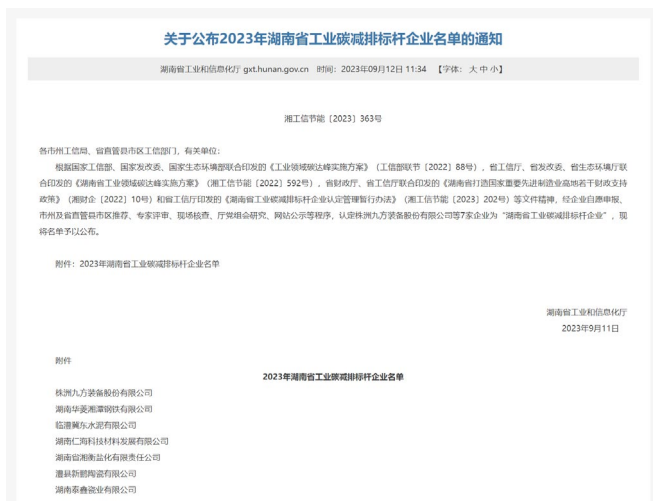 关于公布2023年湖南省工业碳减排标杆企业名单的通知
湖南省工业和信息化厅 gxt.hunan.gov.cn 时间：2023年09月12日 11:34 【字体：大 中 小】
湘工信节能〔2023〕363号
各市州工信局、省直管县市区工信部门，有关单位：
根据国家工信部、国家发改委、国家生态环境部联合印发的《工业领域碳达峰实施方案》（工信部联节〔2022〕88号），省工信厅、省发改委、省生态环境厅联
合印发的《湖南省工业领域碳达峰实施方案》（湘工信节能〔2022〕592号），省财政厅、省工信厅联合印发的《湖南省打造国家重要先进制造业高地若干财政支持
政策》（湘财企〔2022〕10号）和省工信厅印发的《湖南省工业碳减排标杆企业认定管理暂行办法》（湘工信节能〔2023〕202号）等文件精神，经企业自愿申报、
市州及省直管县市区推荐、专家评审、现场核查、厅党组会研究、网站公示等程序，认定株洲九方装备股份有限公司等7家企业为“湖南省工业碳减排标杆企业”，现
将名单予以公布。
附件：2023年湖南省工业碳减排标杆企业名单
湖南省工业和信息化厅
2023年9月11日
附件
2023年湖南省工业碳减排标杆企业名单
株洲九方装备股份有限公司
湖南华菱湘潭钢铁有限公司
临澧冀东水泥有限公司
湖南仁海科技材料发展有限公司
湖南省湘衡盐化有限责任公司
澧县新鹏陶瓷有限公司
湖南泰鑫瓷业有限公司